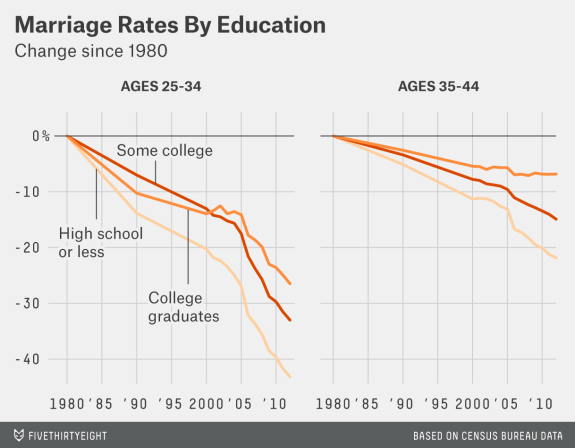 Marriage Rates By Education
Change since 1980
AGES 25-34
AGES 35-44
0%
-10
-20
-30
-40
Some college
High school
or less
College
graduates
1980 '85 '90 '95 2000 '05 '10
1980 '85 '90 '95 2000 '05 '10
FIVETHIRTYEIGHT
BASED ON CENSUS BUREAU DATA